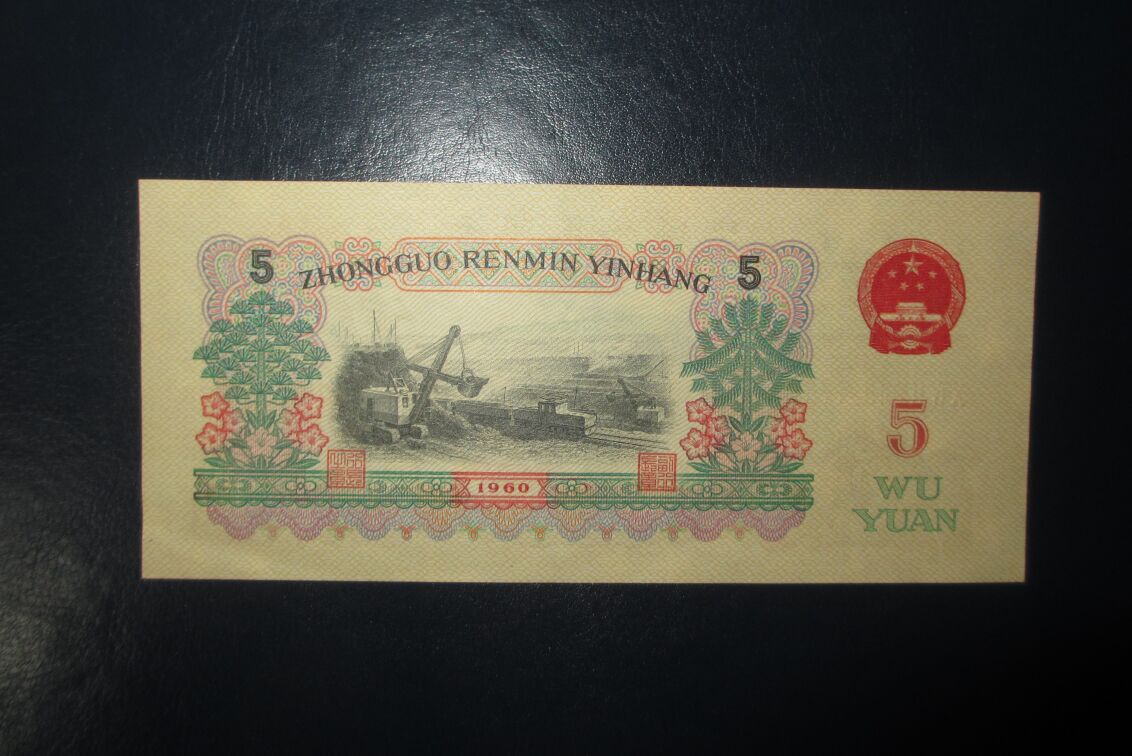 5 ZHONGGUO RENMIN YINHANG 5
1960
5
WU
YUAN